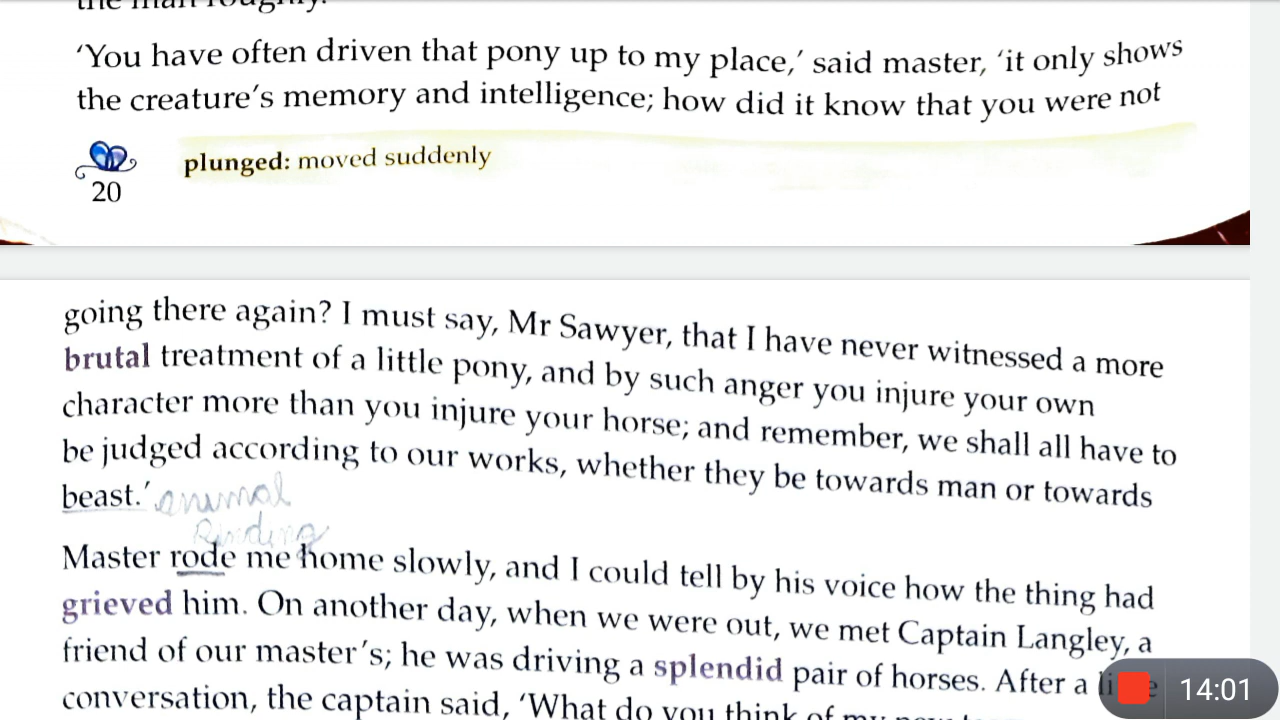 the man roughly.
'You have often driven that pony up to my place,' said master, 'it only shows
the creature's memory and intelligence; how did it know that you were not
plunged: moved suddenly
20
going there again? I must say, Mr Sawyer, that I have never witnessed a more
brutal treatment of a little pony, and by such anger you injure your own
character more than you injure your horse; and remember, we shall all have to
be judged according to our works, whether they be towards man or towards
beast.' animal
Riding
Master rode me home slowly, and I could tell by his voice how the thing had
grieved him. On another day, when we were out, we met Captain Langley, a
friend of our master's; he was driving a splendid pair of horses. After a
conversation, the captain said, 'What do you think of my new
14:01